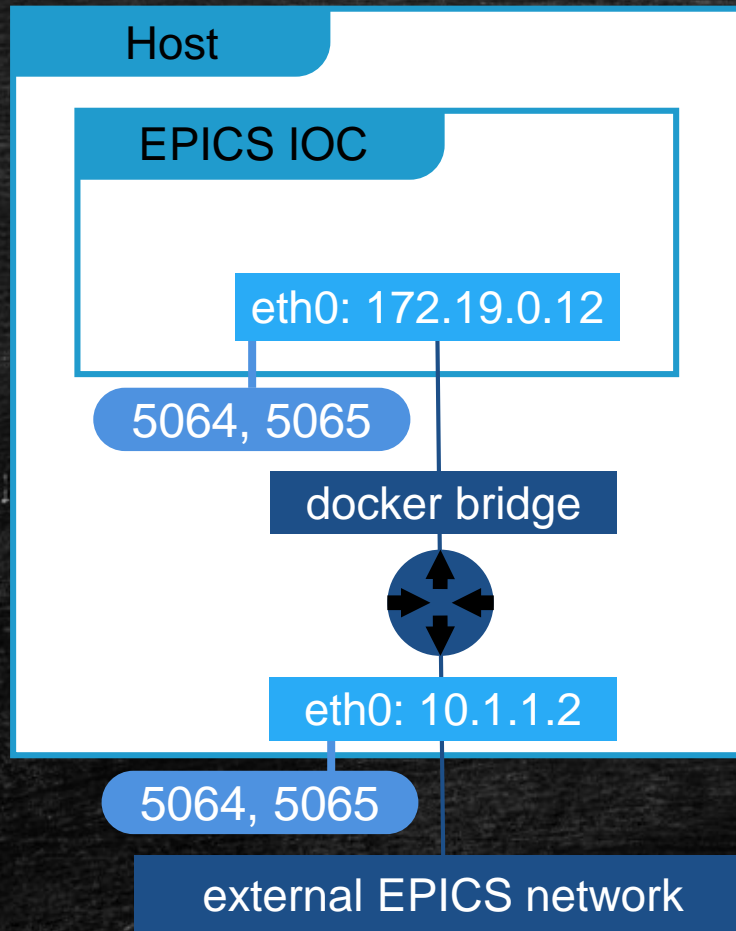 Host
EPICS IOC
eth0: 172.19.0.12
5064, 5065
docker bridge
eth0: 10.1.1.2
5064, 5065
external EPICS network